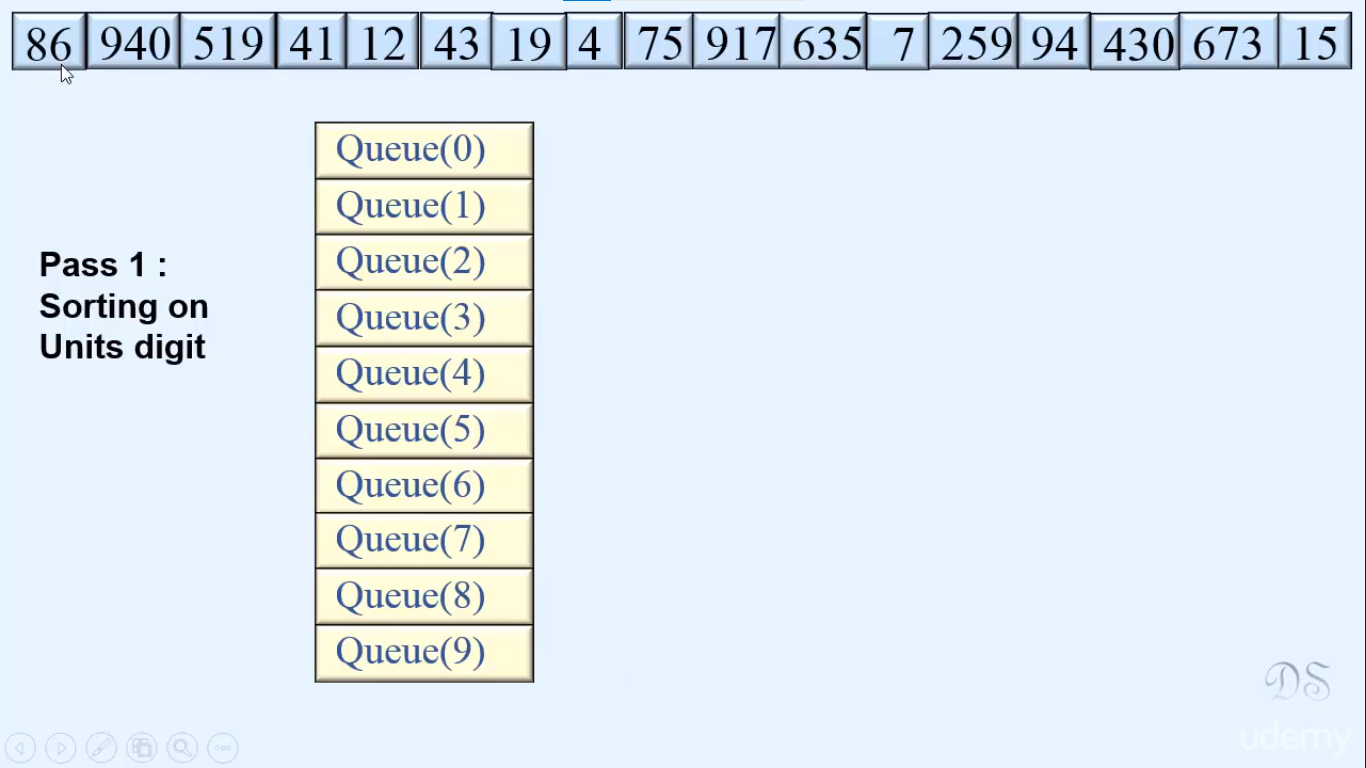 86 940 519 41 12 43 19 4 75 917 635 7 259 94 430 673 15
Queue(0)
Queue(1)
Queue(2)
Queue(3)
Queue(4)
Queue(5)
Queue(6)
Queue(7)
Queue(8)
Queue(9)
Pass 1 :
Sorting on
Units digit
DS
udemy